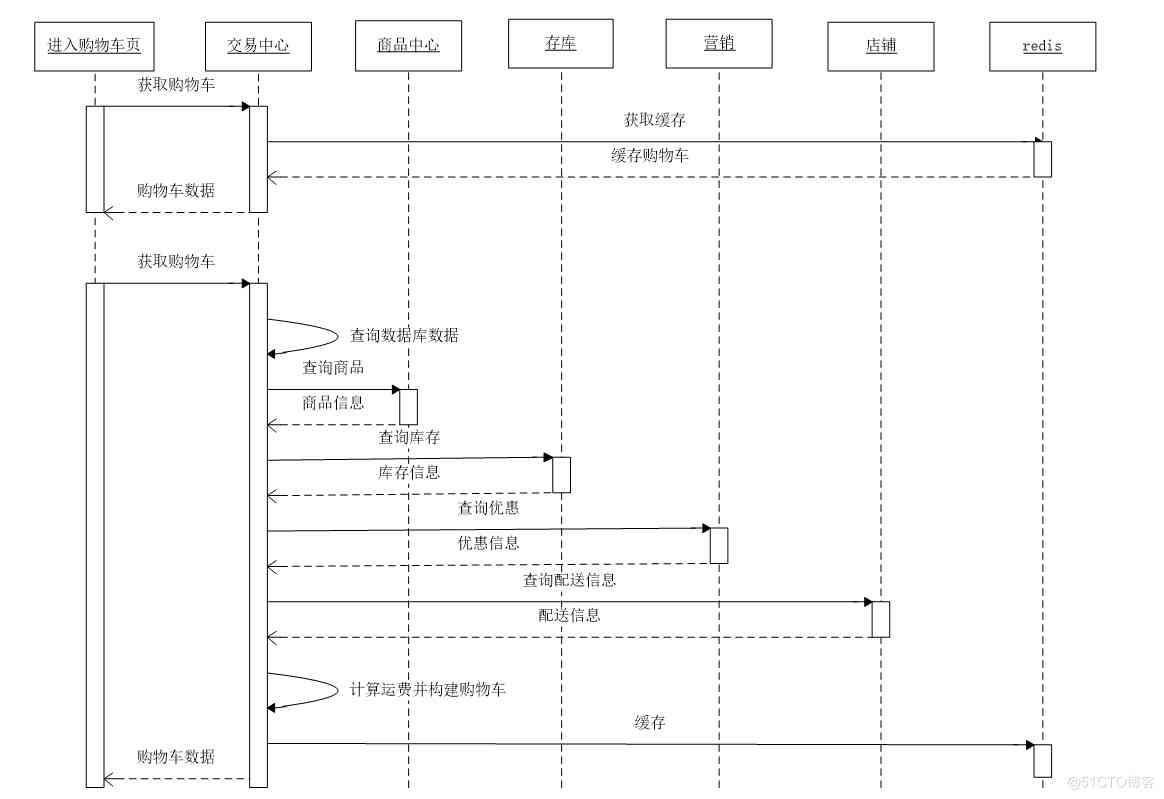 进入购物车页
交易中心
商品中心
存库
营销
店铺
redis
获取购物车
获取缓存
缓存购物车
购物车数据
获取购物车
查询数据库数据
查询商品
商品信息
查询库存
库存信息
查询优惠
优惠信息
查询配送信息
配送信息
计算运费并构建购物车
缓存
购物车数据
@51CTO博客